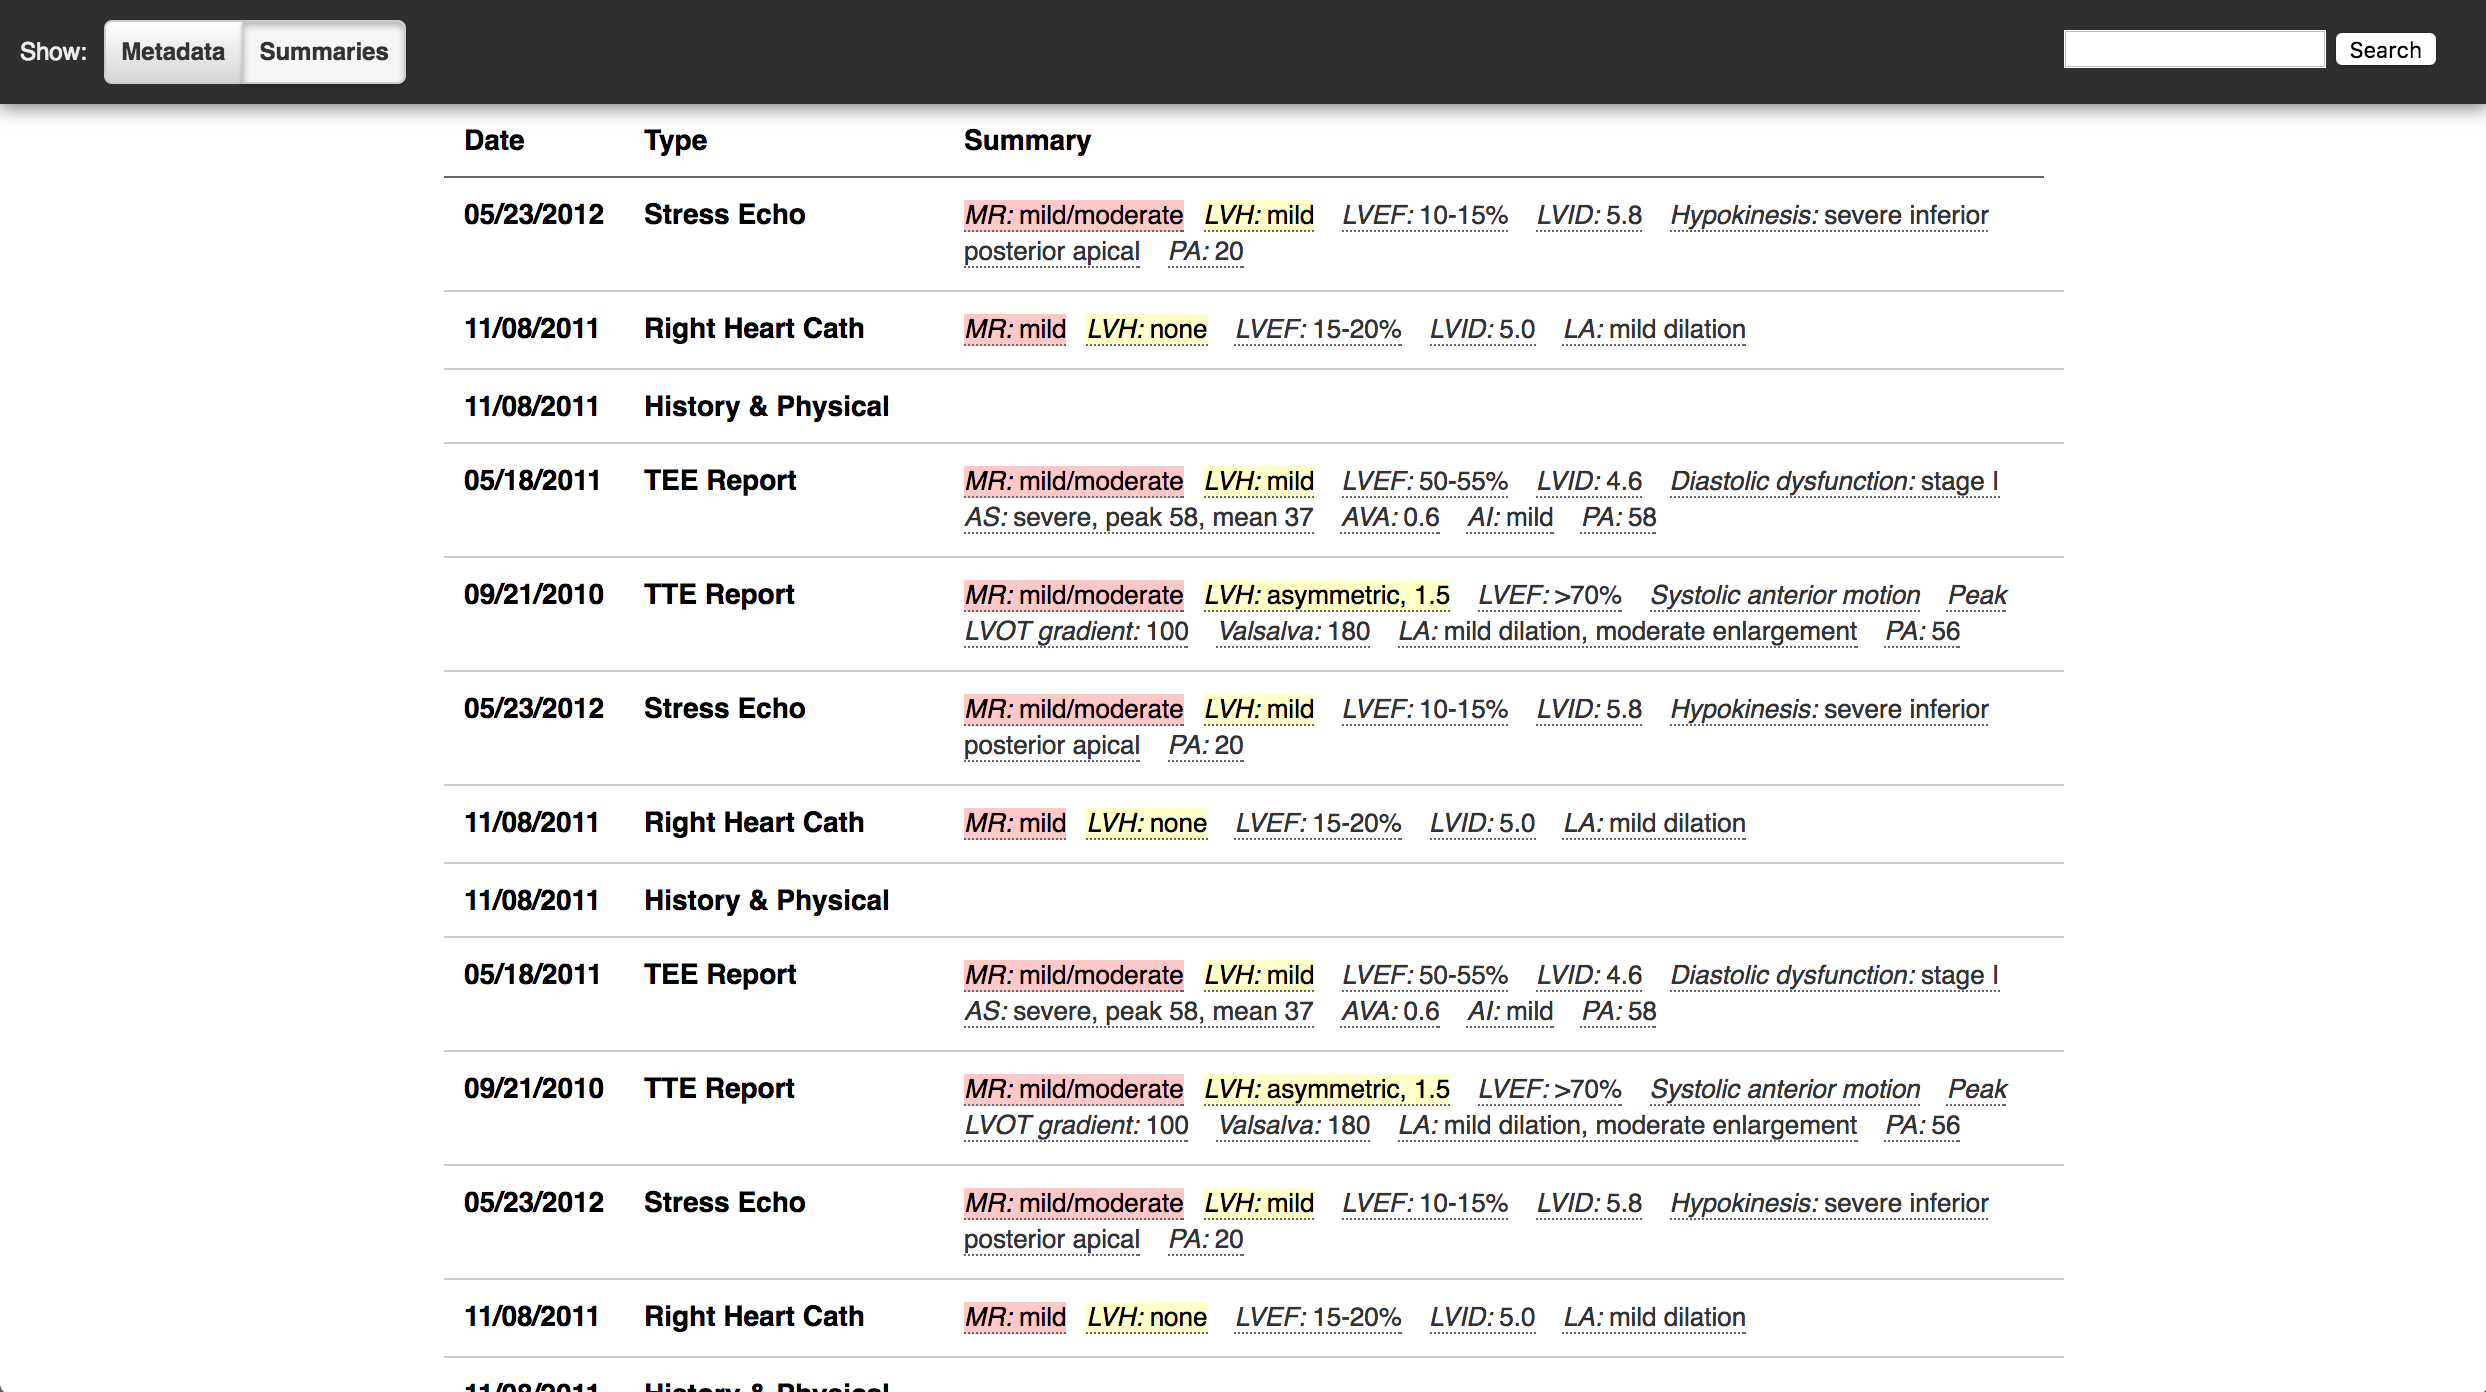 Show: Metadata Summaries Search
Date Type Summary
05/23/2012 Stress Echo MR: mild/moderate LVH: mild LVEF: 10-15% LVID: 5.8 Hypokinesis: severe inferior
posterior apical PA: 20
11/08/2011 Right Heart Cath MR: mild LVH: none LVEF: 15-20% LVID: 5.0 LA: mild dilation
11/08/2011 History & Physical
05/18/2011 TEE Report MR: mild/moderate LVH: mild LVEF: 50-55% LVID: 4.6 Diastolic dysfunction: stage I
AS: severe, peak 58, mean 37 AVA: 0.6 AI: mild PA: 58
09/21/2010 TTE Report MR: mild/moderate LVH: asymmetric, 1.5 LVEF: >70% Systolic anterior motion Peak
LVOT gradient: 100 Valsalva: 180 LA: mild dilation, moderate enlargement PA: 56
05/23/2012 Stress Echo MR: mild/moderate LVH: mild LVEF: 10-15% LVID: 5.8 Hypokinesis: severe inferior
posterior apical PA: 20
11/08/2011 Right Heart Cath MR: mild LVH: none LVEF: 15-20% LVID: 5.0 LA: mild dilation
11/08/2011 History & Physical
05/18/2011 TEE Report MR: mild/moderate LVH: mild LVEF: 50-55% LVID: 4.6 Diastolic dysfunction: stage I
AS: severe, peak 58, mean 37 AVA: 0.6 AI: mild PA: 58
09/21/2010 TTE Report MR: mild/moderate LVH: asymmetric, 1.5 LVEF: >70% Systolic anterior motion Peak
LVOT gradient: 100 Valsalva: 180 LA: mild dilation, moderate enlargement PA: 56
05/23/2012 Stress Echo MR: mild/moderate LVH: mild LVEF: 10-15% LVID: 5.8 Hypokinesis: severe inferior
posterior apical PA: 20
11/08/2011 Right Heart Cath MR: mild LVH: none LVEF: 15-20% LVID: 5.0 LA: mild dilation
11/08/2011 History & Physical